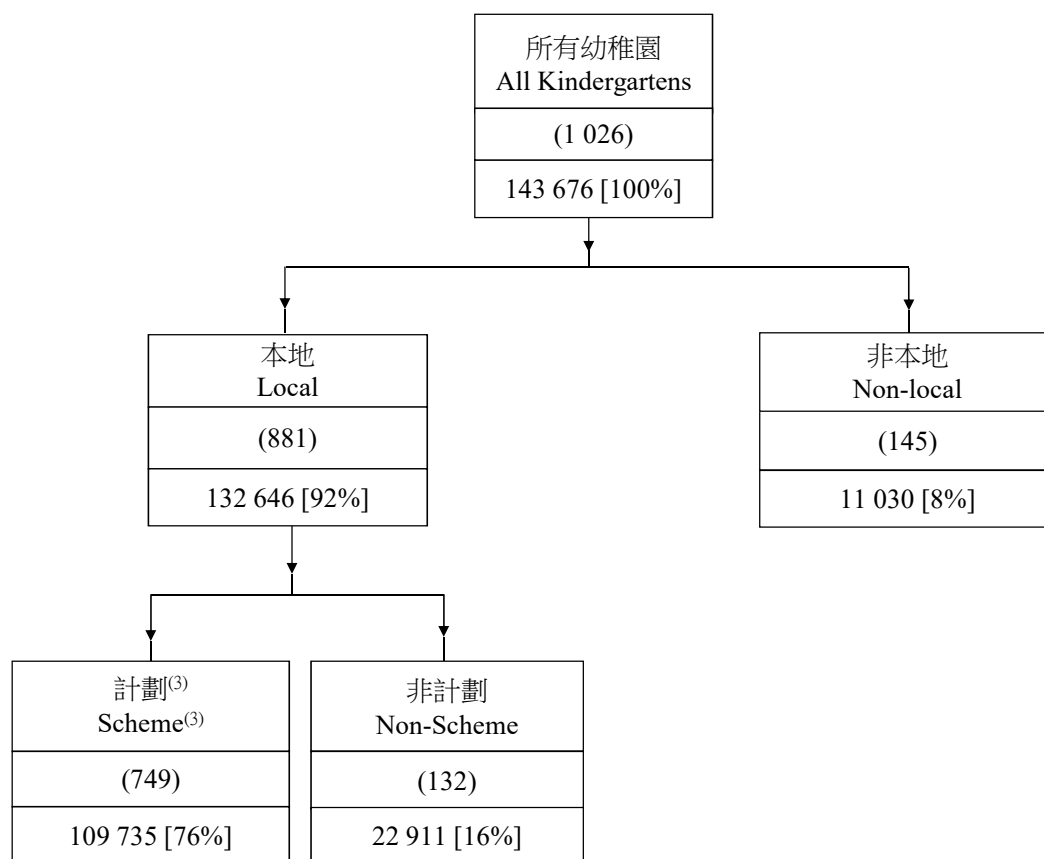 所有幼稚園
All Kindergartens
(1 026)
143 676 [100%]
本地
Local
(881)
132 646 [92%]
非本地
Non-local
(145)
11 030 [8%]
計劃(3)
Scheme(3)
(749)
109 735 [76%]
非計劃
Non-Scheme
(132)
22 911 [16%]